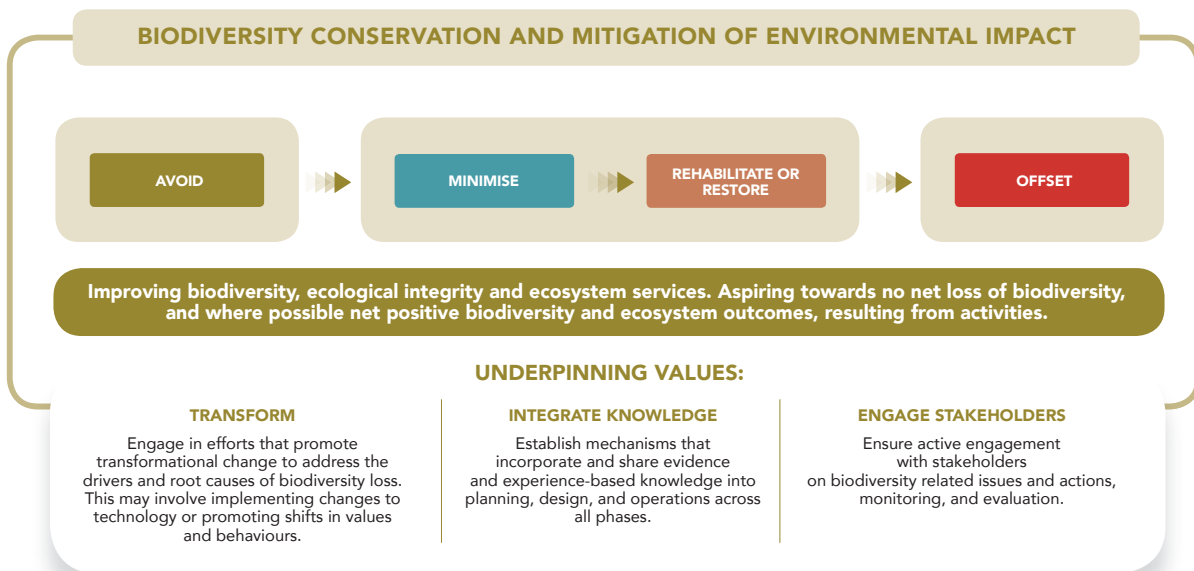 BIODIVERSITY CONSERVATION AND MITIGATION OF ENVIRONMENTAL IMPACT
AVOID
MINIMISE
REHABILITATE OR
RESTORE
OFFSET
Improving biodiversity, ecological integrity and ecosystem services. Aspiring towards no net loss of biodiversity,
and where possible net positive biodiversity and ecosystem outcomes, resulting from activities.
UNDERPINNING VALUES:
TRANSFORM
Engage in efforts that promote
transformational change to address the
drivers and root causes of biodiversity loss.
This may involve implementing changes to
technology or promoting shifts in values
and behaviours.
INTEGRATE KNOWLEDGE
Establish mechanisms that
incorporate and share evidence
and experience-based knowledge into
planning, design, and operations across
all phases.
ENGAGE STAKEHOLDERS
Ensure active engagement
with stakeholders
on biodiversity related issues and actions,
monitoring, and evaluation.